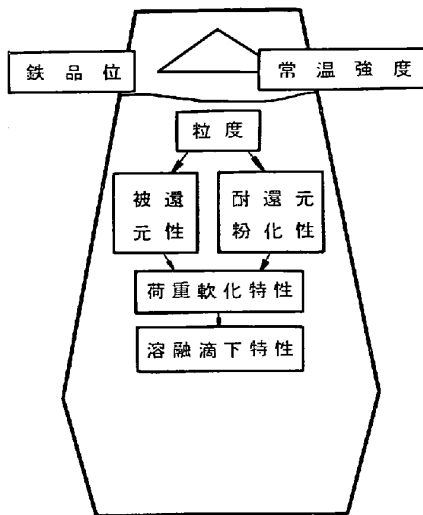 鉄品位
常温強度
粒度
被還
元性
耐還元
粉化性
荷重軟化特性
溶融滴下特性